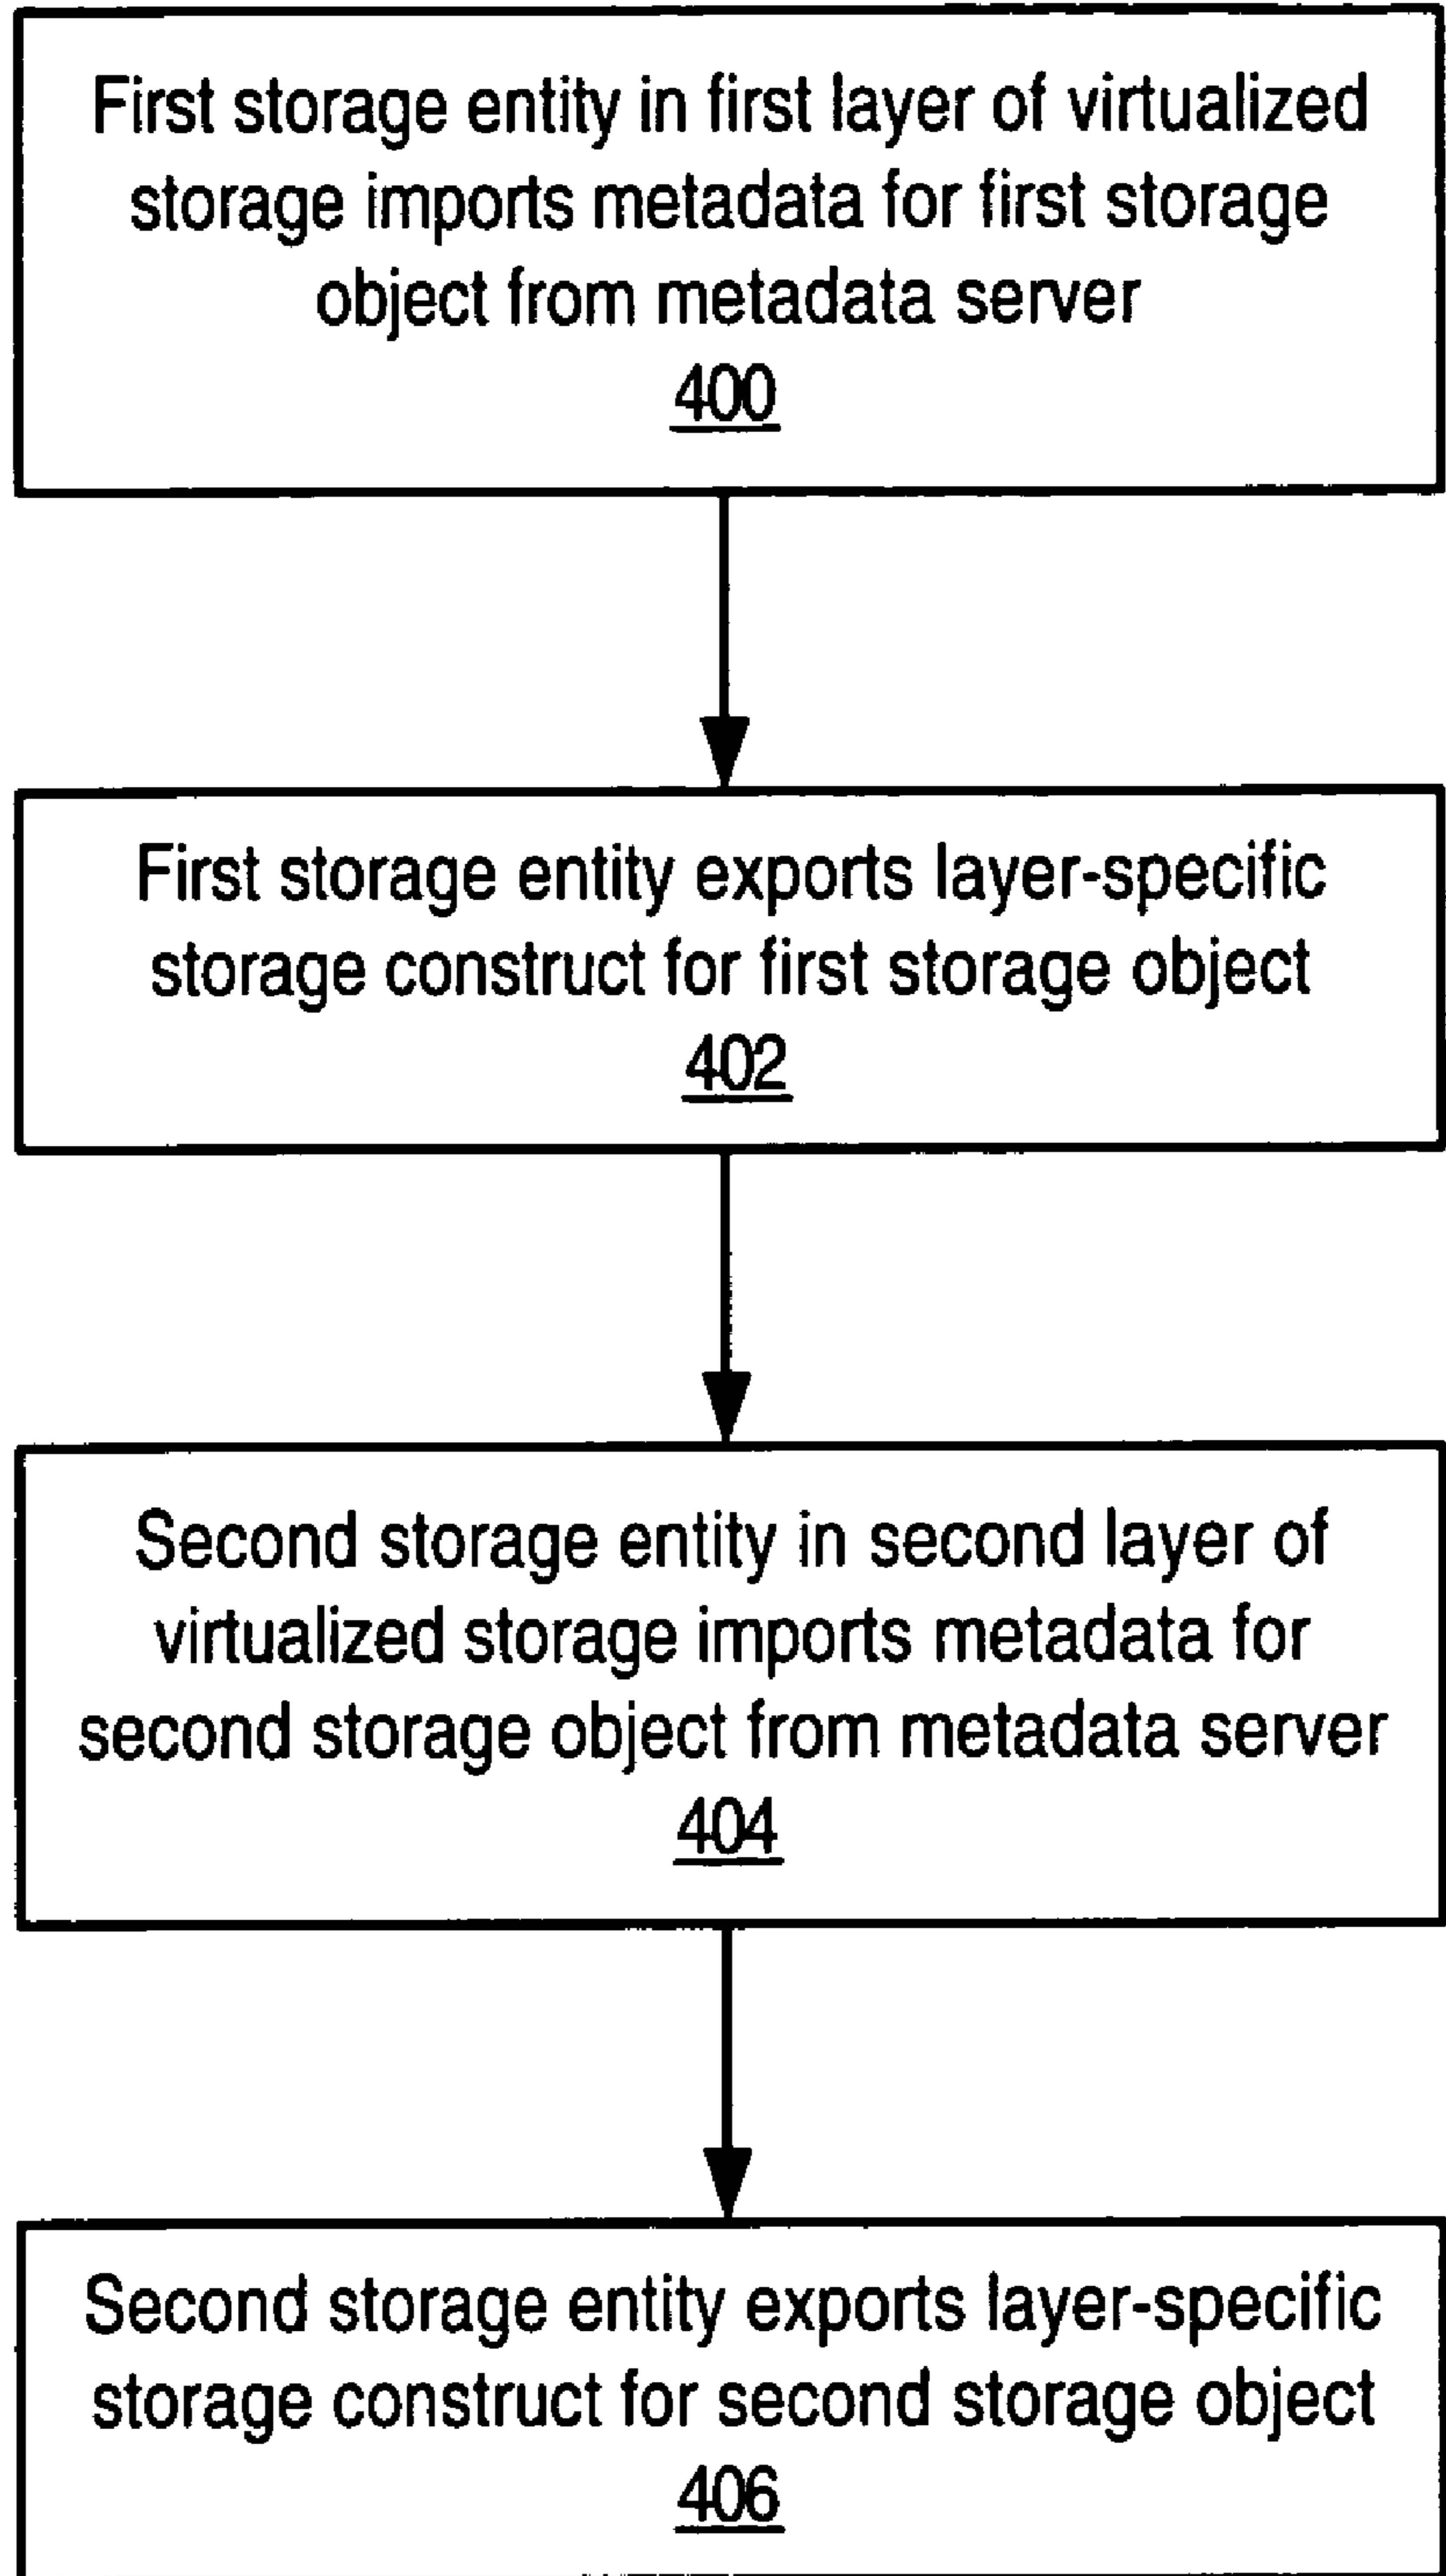 First storage entity in first layer of virtualized
storage imports metadata for first storage
object from metadata server
400
First storage entity exports layer-specific
storage construct for first storage object
402
Second storage entity in second layer of
virtualized storage imports metadata for
second storage object from metadata server
404
Second storage entity exports layer-specific
storage construct for second storage object
406